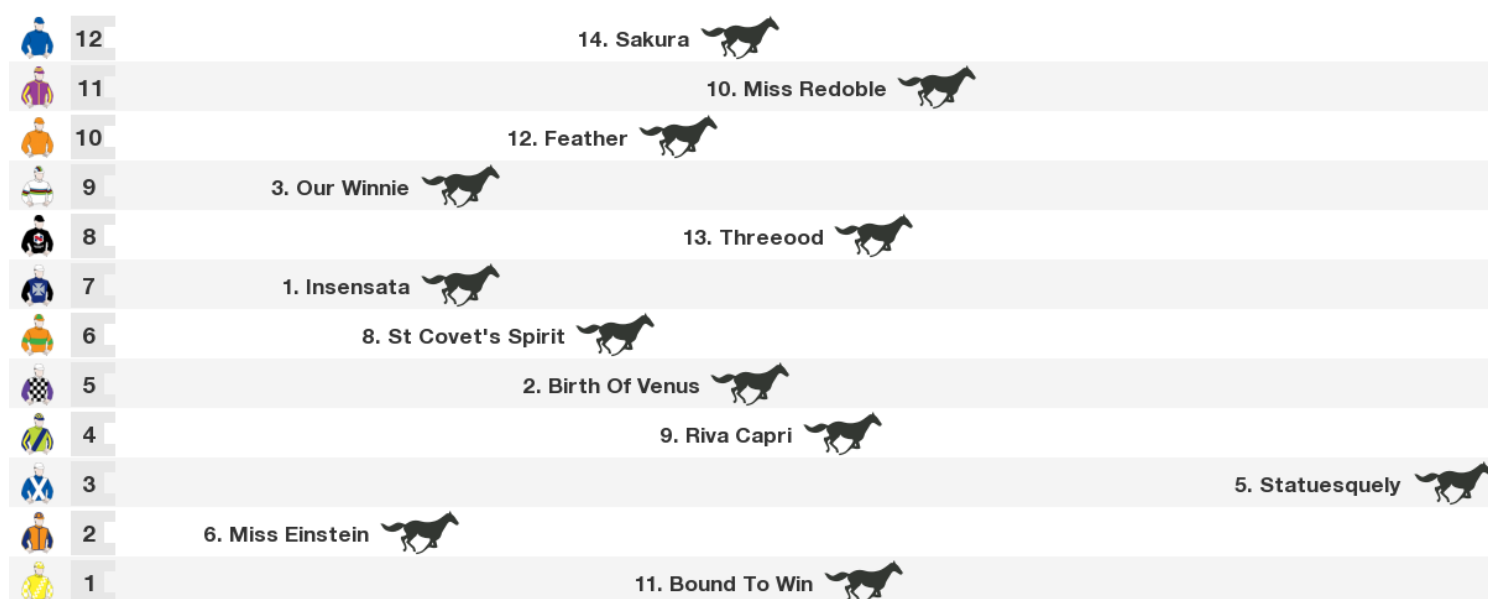 12 14. Sakura
11 10. Miss Redoble
10 12. Feather
9 3. Our Winnie
8 13. Threeood
7 1. Insensata
6 8. St Covet's Spirit
5 2. Birth Of Venus
4 9. Riva Capri
3 5. Statuesquely
2 6. Miss Einstein
1 11. Bound To Win